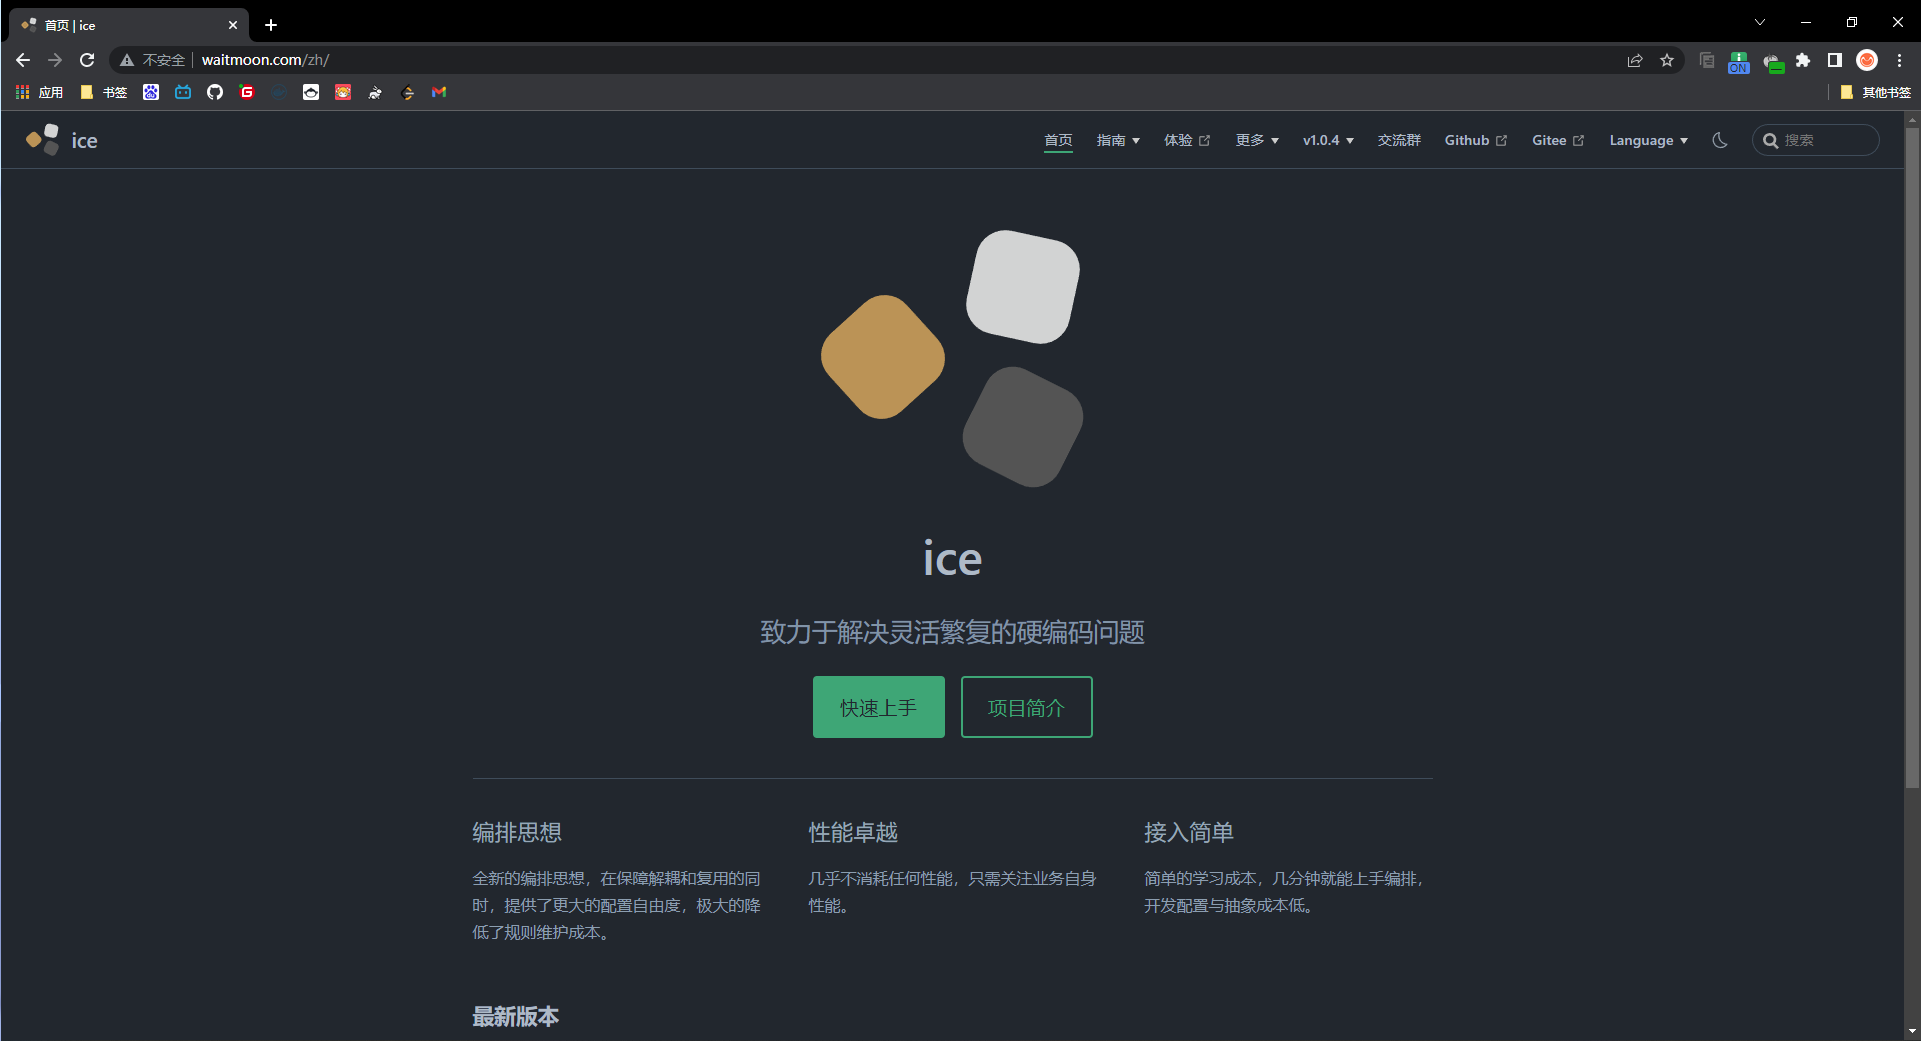 首页 | ice
不安全 waitmoon.com/zh/
ON
应用 书签 其他书签
ice 首页 指南 体验 更多 v1.0.4 交流群 Github Gitee Language 搜索
ice
致力于解决灵活繁复的硬编码问题
快速上手 项目简介
编排思想
全新的编排思想，在保障解耦和复用的同
时，提供了更大的配置自由度，极大的降
低了规则维护成本。
性能卓越
几乎不消耗任何性能，只需关注业务自身
性能。
接入简单
简单的学习成本，几分钟就能上手编排，
开发配置与抽象成本低。
最新版本